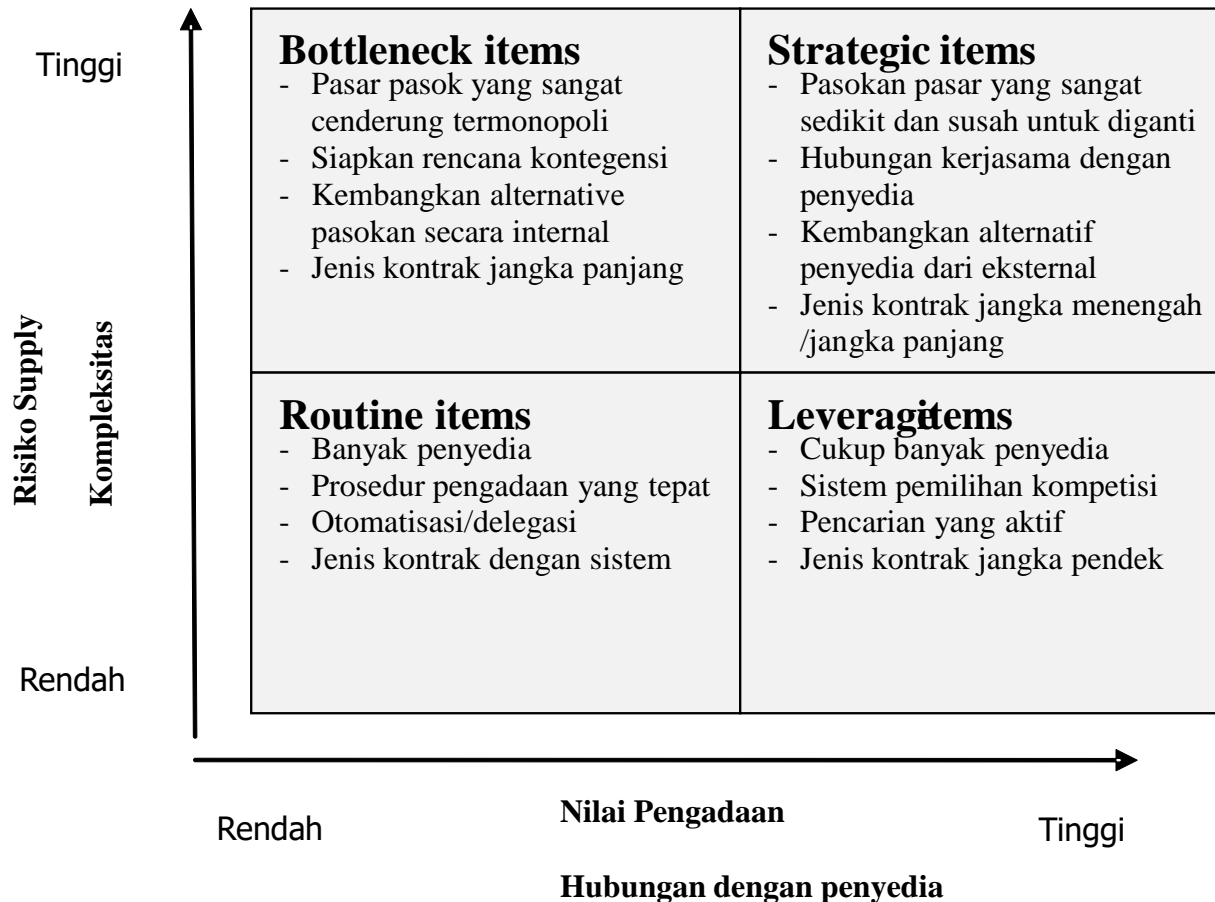 Tinggi
Bottleneck items
- Pasar pasok yang sangat
cenderung termonopoli
- Siapkan rencana kontegensi
- Kembangkan alternative
pasokan secara internal
- Jenis kontrak jangka panjang
Strategic items
- Pasokan pasar yang sangat
sedikit dan susah untuk diganti
- Hubungan kerjasama dengan
penyedia
- Kembangkan alternatif
penyedia dari eksternal
- Jenis kontrak jangka menengah
/jangka panjang
Risiko Supply
Kompleksitas
Routine items
- Banyak penyedia
- Prosedur pengadaan yang tepat
- Otomatisasi/delegasi
- Jenis kontrak dengan sistem
Leverage items
- Cukup banyak penyedia
- Sistem pemilihan kompetisi
- Pencarian yang aktif
- Jenis kontrak jangka pendek
Rendah
Rendah
Nilai Pengadaan
Tinggi
Hubungan dengan penyedia